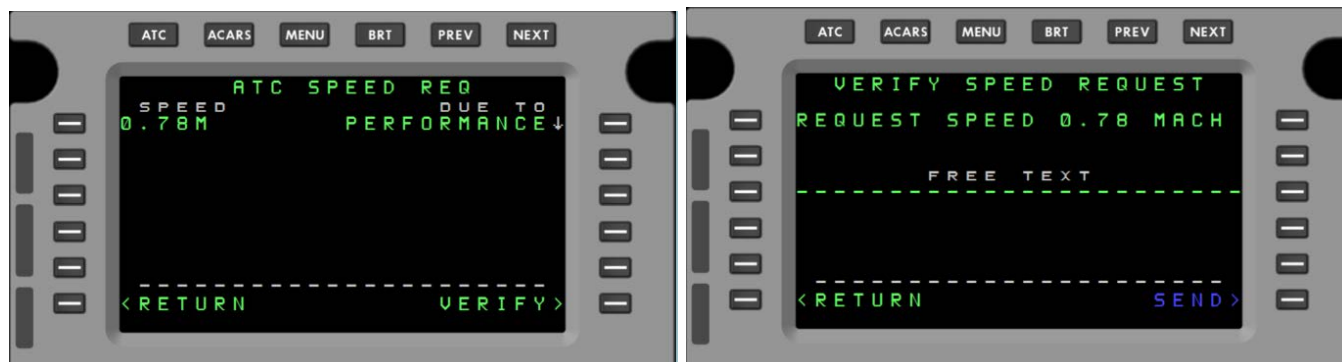 ATC ACARS MENU BRT PREV NEXT
ATC SPEED REQ
SPEED DUE TO
0.78M PERFORMANCE↓
<RETURN VERIFY>
ATC ACARS MENU BRT PREV NEXT
VERIFY SPEED REQUEST
REQUEST SPEED 0.78 MACH
FREE TEXT
<RETURN SEND>